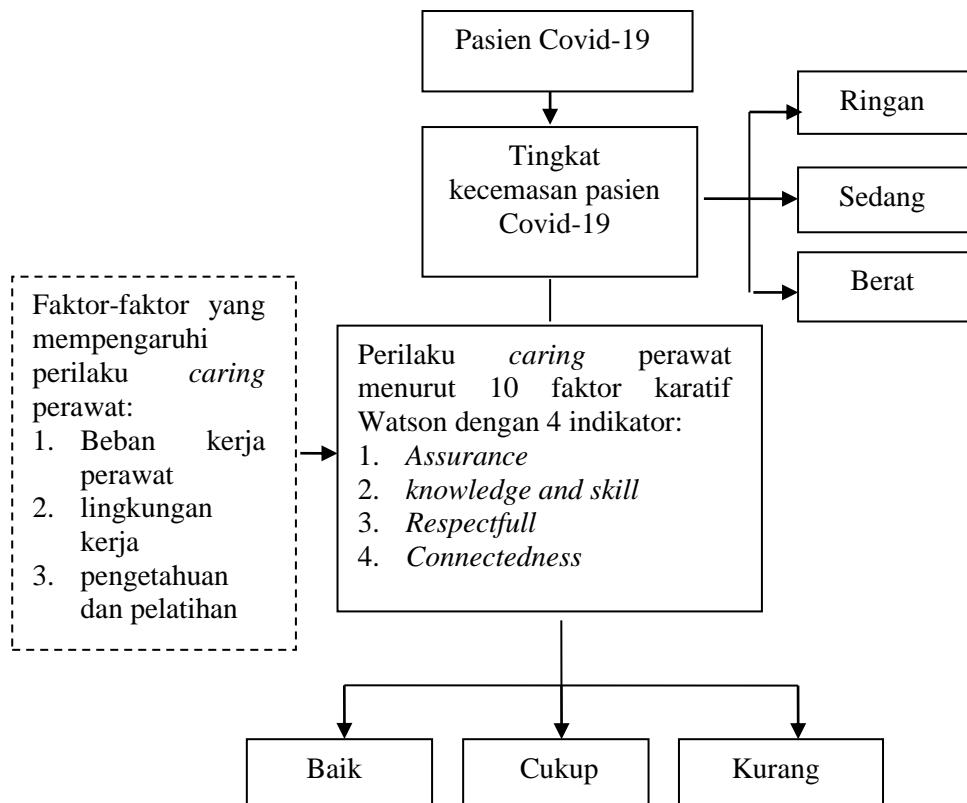 Pasien Covid-19
Ringan
Tingkat
kecemasan pasien
Covid-19
Sedang
Berat
Faktor-faktor yang
mempengaruhi
perilaku caring
perawat:
1. Beban kerja
perawat
2. lingkungan
kerja
3. pengetahuan
dan pelatihan
Perilaku caring perawat
menurut 10 faktor karatif
Watson dengan 4 indikator:
1. Assurance
2. knowledge and skill
3. Respectfull
4. Connectedness
Baik
Cukup
Kurang